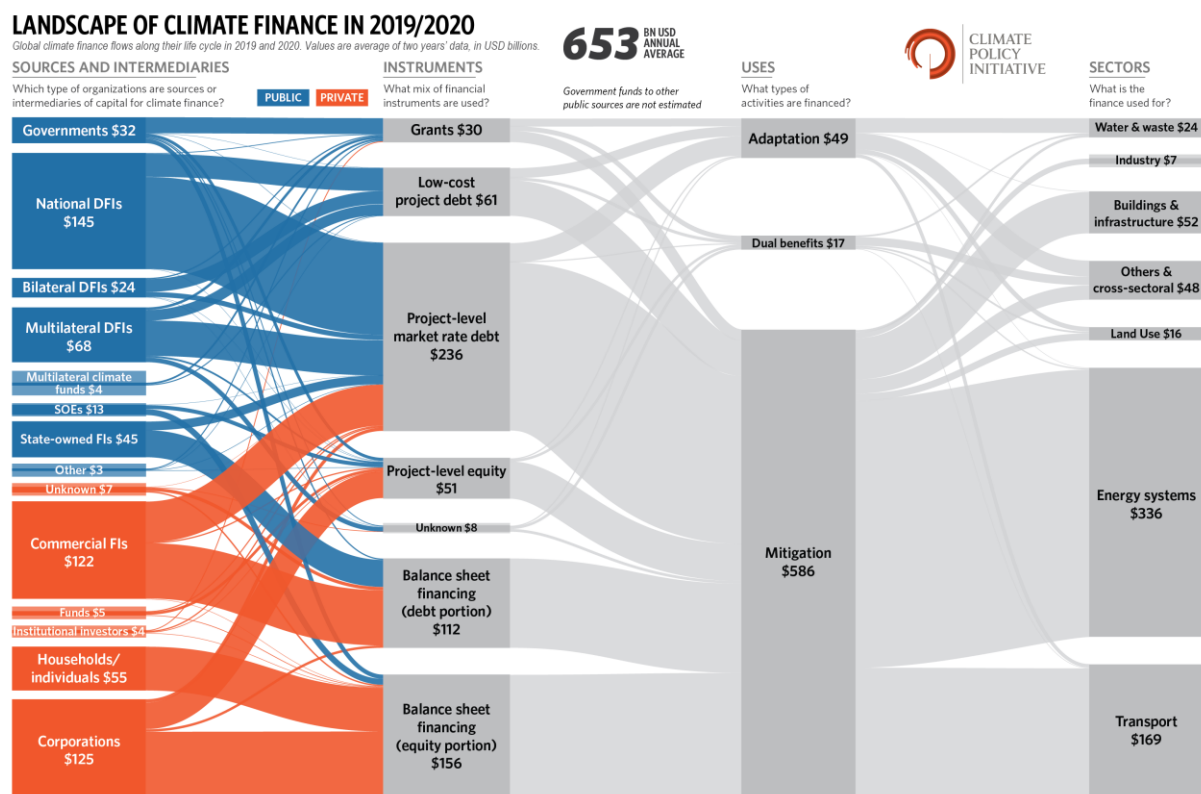 LANDSCAPE OF CLIMATE FINANCE IN 2019/2020
Global climate finance flows along their life cycle in 2019 and 2020. Values are average of two years' data, in USD billions.
653 BN USD
ANNUAL
AVERAGE
CLIMATE
POLICY
INITIATIVE
SOURCES AND INTERMEDIARIES
Which type of organizations are sources or
intermediaries of capital for climate finance?
PUBLIC
PRIVATE
INSTRUMENTS
What mix of financial
instruments are used?
Government funds to other
public sources are not estimated
USES
What types of
activities are financed?
SECTORS
What is the
finance used for?
Governments $32
National DFIs
$145
Bilateral DFIs $24
Multilateral DFIs
$68
Multilateral climate
funds $4
SOEs $13
State-owned FIs $45
Other $3
Unknown $7
Commercial FIs
$122
Funds $5
Institutional investors $4
Households/
individuals $55
Corporations
$125
Grants $30
Low-cost
project debt $61
Project-level
market rate debt
$236
Project-level equity
$51
Unknown $8
Balance sheet
financing
(debt portion)
$112
Balance sheet
financing
(equity portion)
$156
Adaptation $49
Dual benefits $17
Mitigation
$586
Water & waste $24
Industry $7
Buildings &
infrastructure $52
Others &
cross-sectoral $48
Land Use $16
Energy systems
$336
Transport
$169